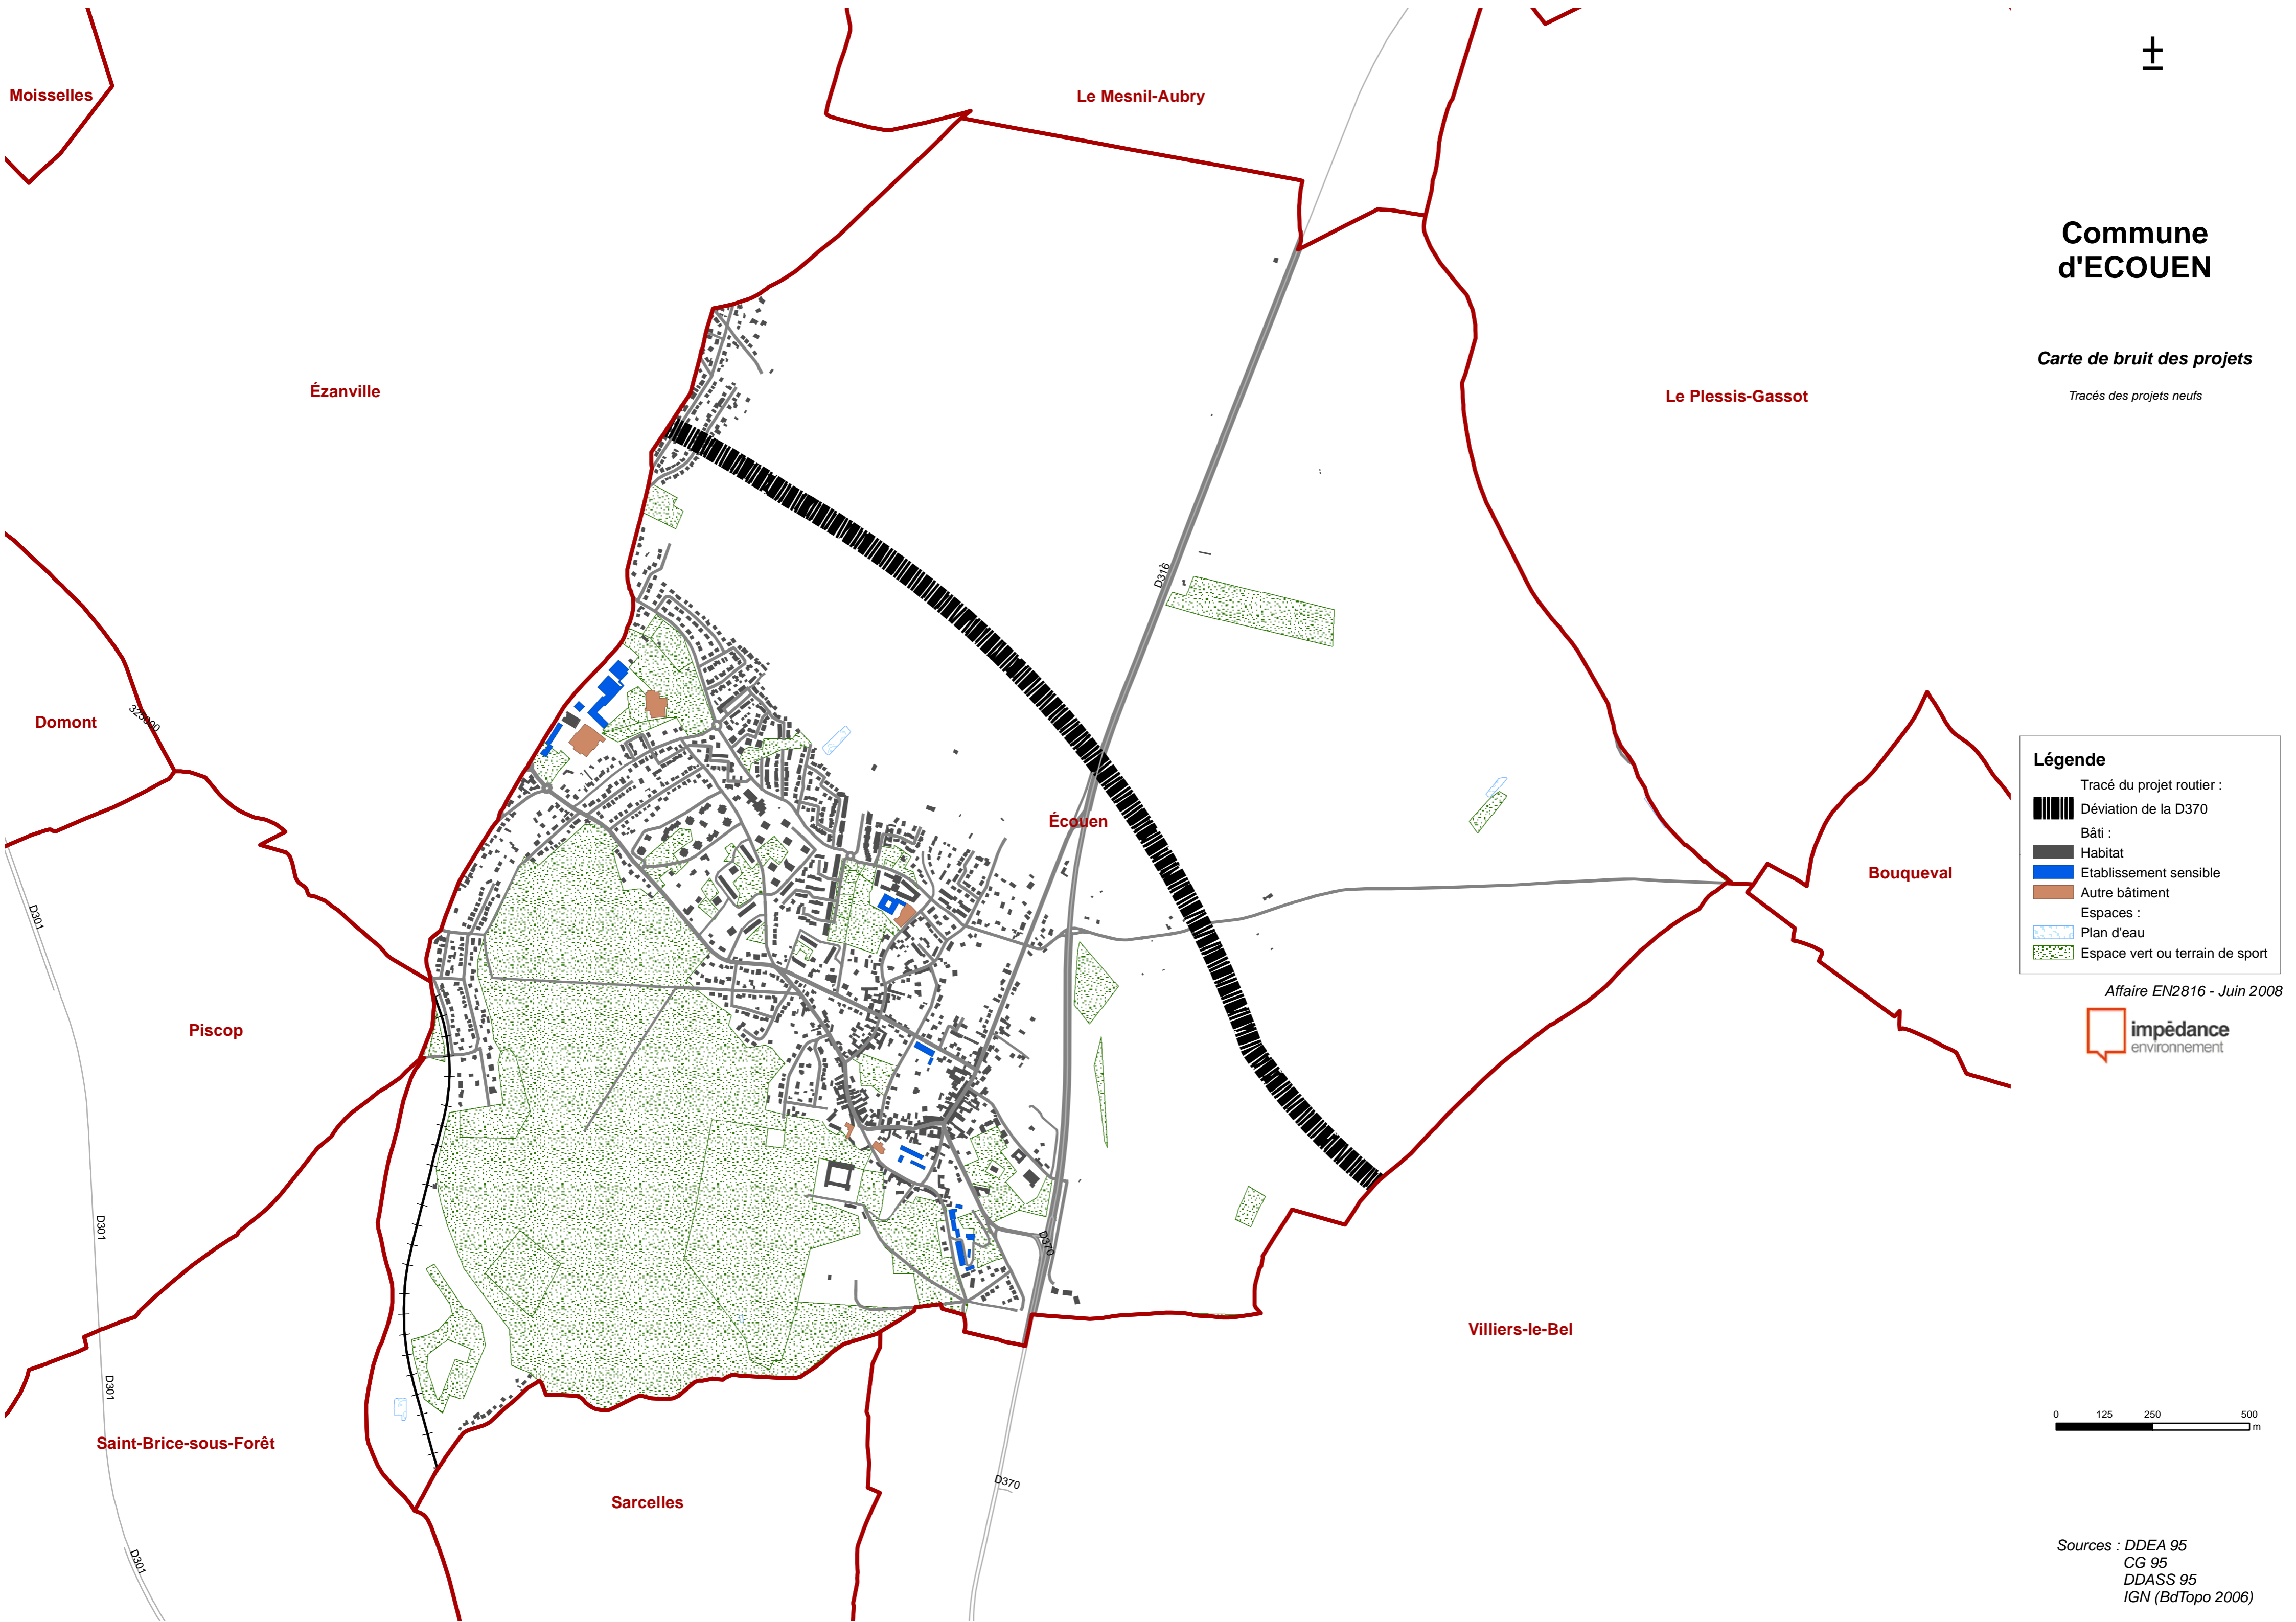 Moisselles
Le Mesnil-Aubry
±
Commune
d'ECOUEN
Carte de bruit des projets
Tracés des projets neufs
Ézanville
Le Plessis-Gassot
D316
Domont
325000
Écouen
Bouqueval
D301
Piscop
D301
D370
Villiers-le-Bel
D301
Saint-Brice-sous-Forêt
Sarcelles
D370
D301
Légende
Tracé du projet routier :
Déviation de la D370
Bâti :
Habitat
Etablissement sensible
Autre bâtiment
Espaces :
Plan d'eau
Espace vert ou terrain de sport
Affaire EN2816 - Juin 2008
impēdance
environnement
0 125 250 500
m
Sources : DDEA 95
CG 95
DDASS 95
IGN (BdTopo 2006)